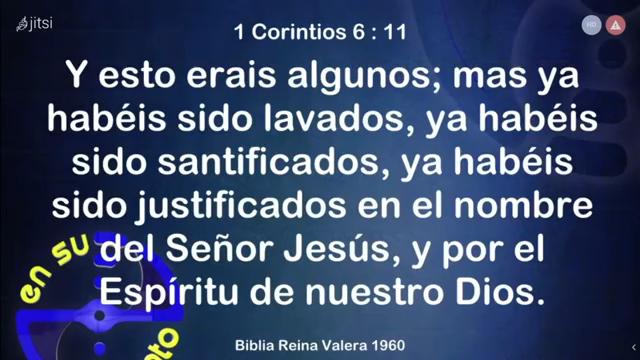 jitsi
HD
1 Corintios 6 : 11
Y esto erais algunos; mas ya
habéis sido lavados, ya habéis
sido santificados, ya habéis
sido justificados en el nombre
del Señor Jesús, y por el
Espíritu de nuestro Dios.
en su
Biblia Reina Valera 1960